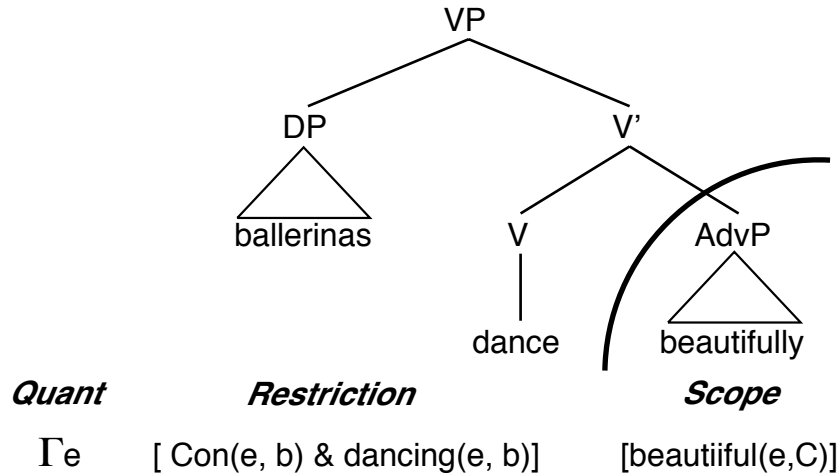 VP
DP V’
ballerinas V AdvP
dance beautifully
Quant Restriction Scope
Γe [ Con(e, b) & dancing(e, b)] [beautiiful(e,C)]